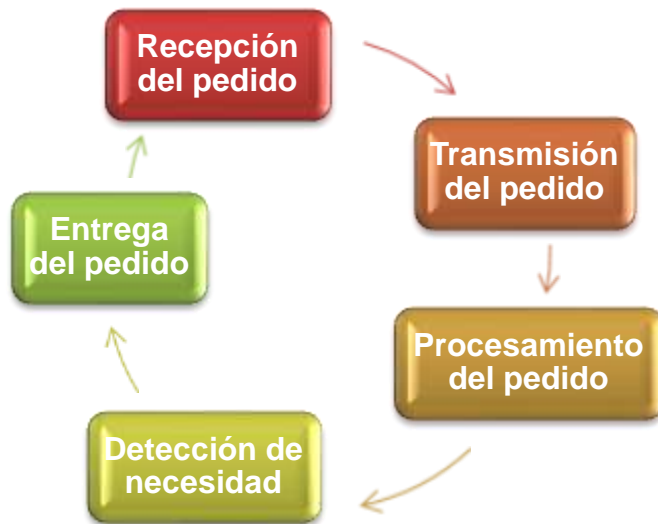 Recepción
del pedido
Transmisión
del pedido
Procesamiento
del pedido
Detección de
necesidad
Entrega
del pedido